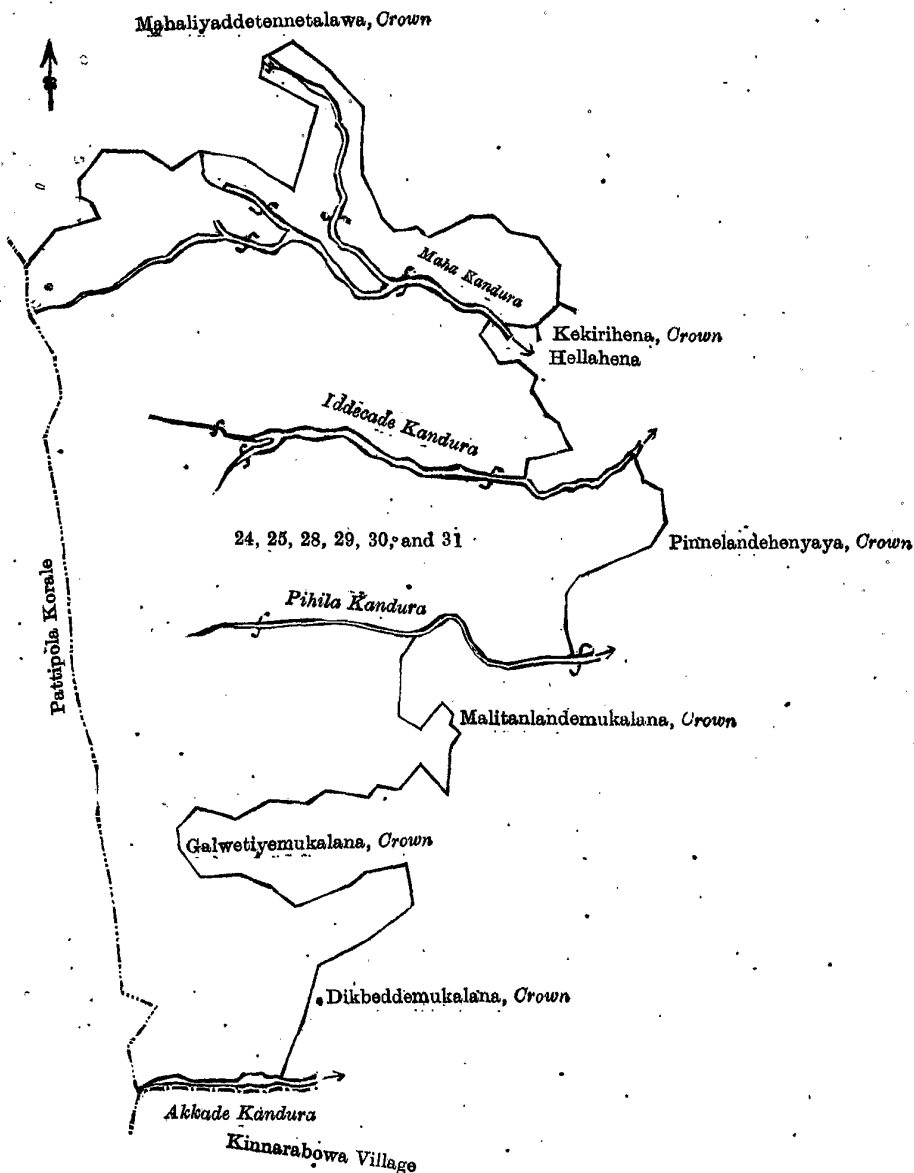 Mahaliyaddetennetalawa, Crown
Maha Kandura
Kekirihena, Crown
Hellahena
Iddecade Kandura
24, 25, 28, 29, 30, and 31
Pinnelandehenyaya, Crown
Pihila Kandura
Pattipola Korale
Malitanlandemukalana, Crown
Galwetiyemukalana, Crown
Dikbeddemukalana, Crown
Akkade Kandura
Kinnarabowa Village